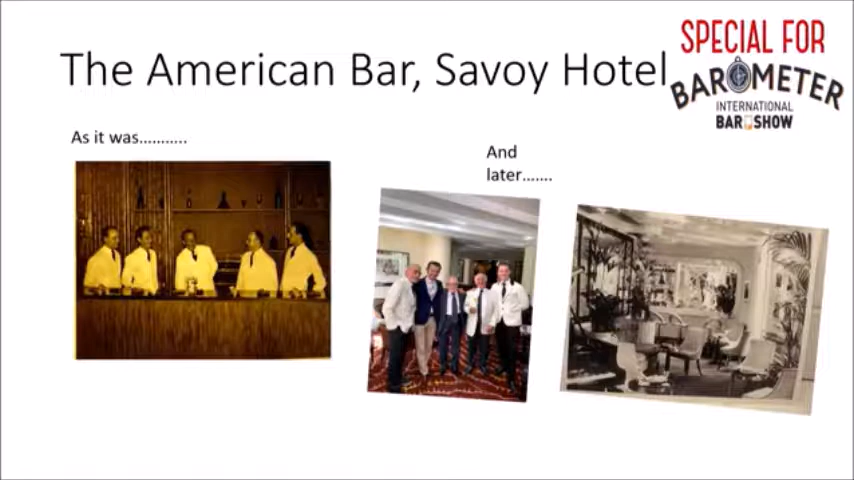 The American Bar, Savoy Hotel
SPECIAL FOR
BAROMETER
INTERNATIONAL
BAR SHOW
As it was...........
And
later.......